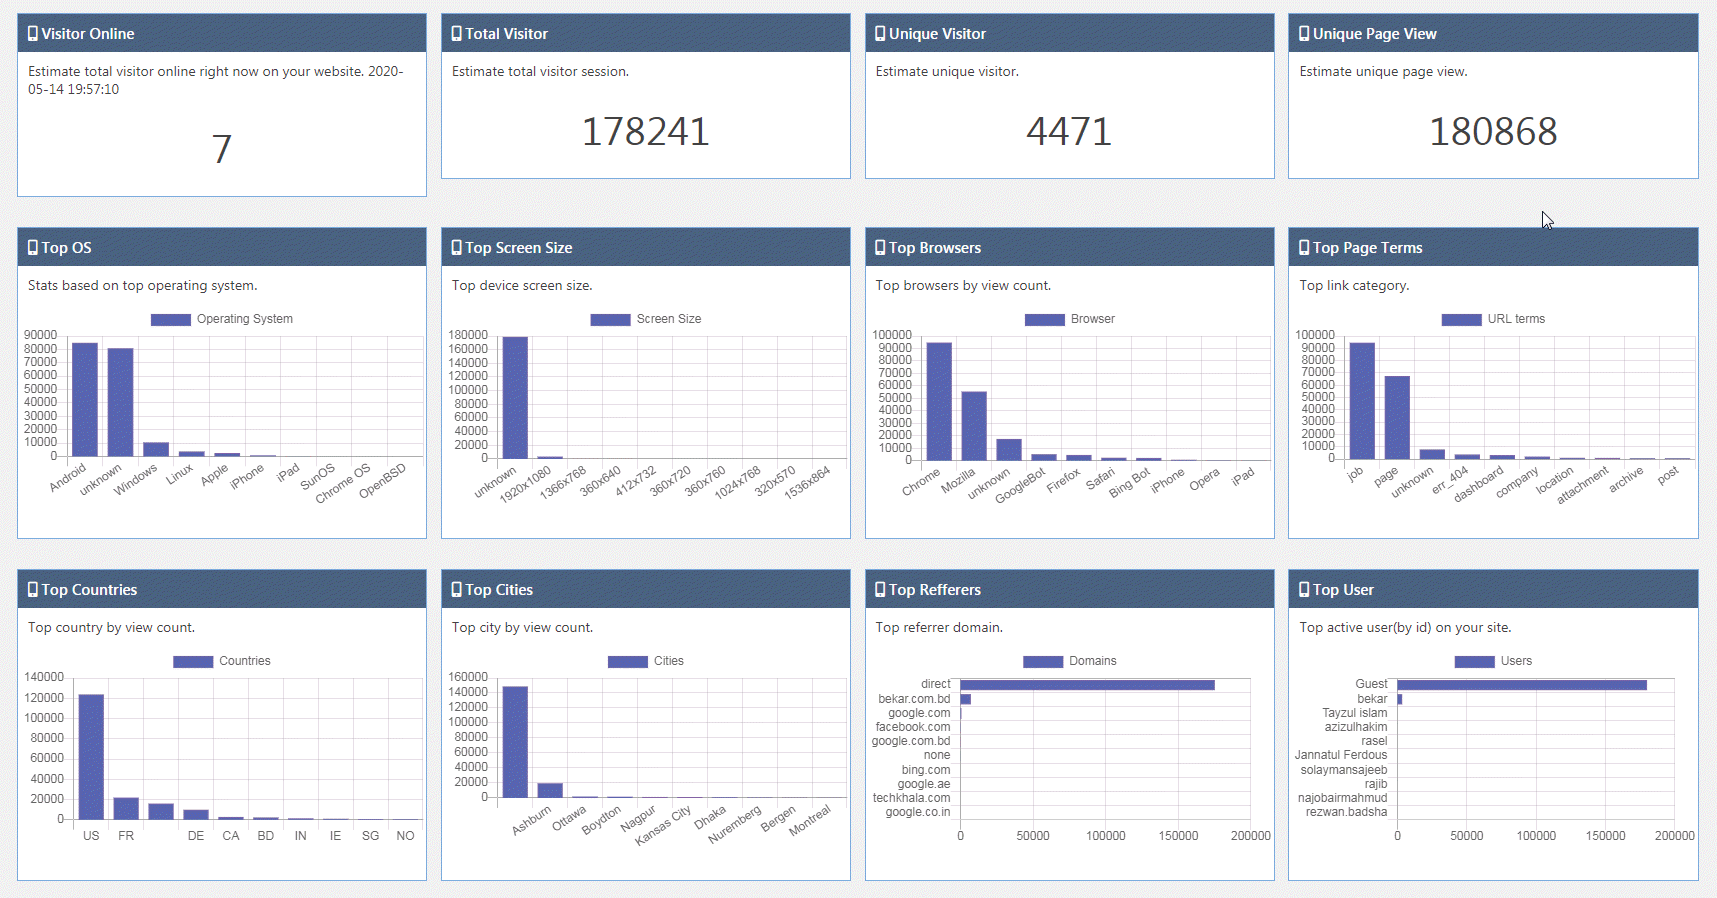 Visitor Online
Estimate total visitor online right now on your website. 2020-
05-14 19:57:10
7
Total Visitor
Estimate total visitor session.
178241
Unique Visitor
Estimate unique visitor.
4471
Unique Page View
Estimate unique page view.
180868
Top OS
Stats based on top operating system.
Operating System
90000
80000
70000
60000
50000
40000
30000
20000
10000
0
Android
unknown
Windows
Linux
Apple
iPhone
iPad
SunOS
Chrome OS
OpenBSD
Top Screen Size
Top device screen size.
Screen Size
180000
160000
140000
120000
100000
80000
60000
40000
20000
0
unknown
1920x1080
1366x768
360x640
412x732
360x720
360x760
1024x768
320x570
1536x864
Top Browsers
Top browsers by view count.
Browser
100000
90000
80000
70000
60000
50000
40000
30000
20000
10000
0
Chrome
Mozilla
unknown
GoogleBot
Firefox
Safari
Bing Bot
iPhone
Opera
iPad
Top Page Terms
Top link category.
URL terms
100000
90000
80000
70000
60000
50000
40000
30000
20000
10000
0
job
page
unknown
err_404
dashboard
company
location
attachment
archive
post
Top Countries
Top country by view count.
Countries
140000
120000
100000
80000
60000
40000
20000
0
US
FR
DE
CA
BD
IN
IE
SG
NO
Top Cities
Top city by view count.
Cities
160000
140000
120000
100000
80000
60000
40000
20000
0
Ashburn
Ottawa
Boydton
Nagpur
Kansas City
Dhaka
Nuremberg
Bergen
Montreal
Top Refferers
Top referrer domain.
Domains
direct
bekar.com.bd
google.com
facebook.com
google.com.bd
none
bing.com
google.ae
techkhala.com
google.co.in
0
50000
100000
150000
200000
Top User
Top active user(by id) on your site.
Users
Guest
bekar
Tayzul islam
azizulhakim
rasel
Jannatul Ferdous
solaymansajeeb
rajib
najobairmahmud
rezwan.badsha
0
50000
100000
150000
200000